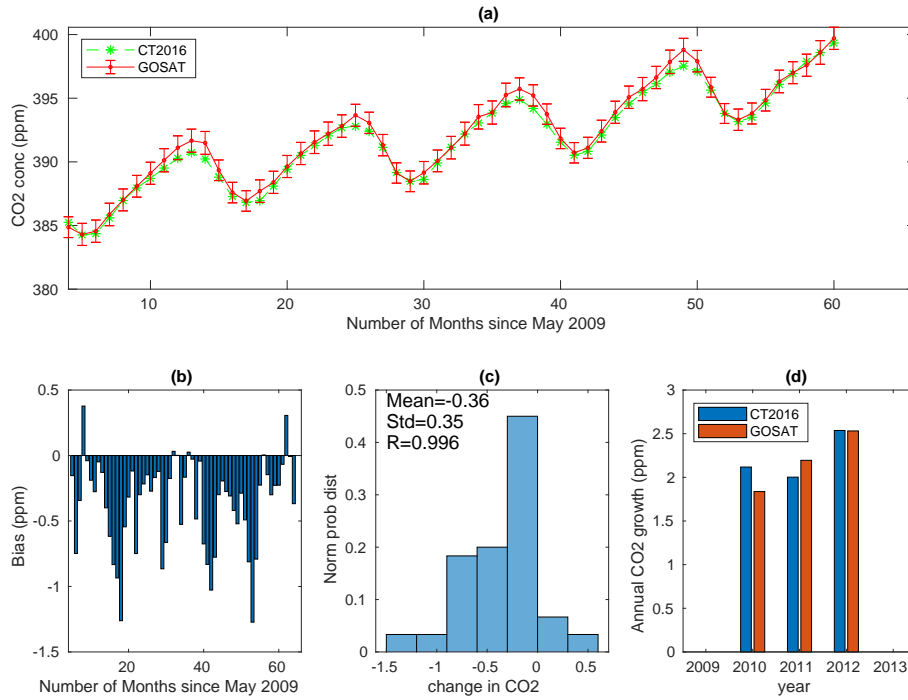 (a)
400
395
390
385
380
CO2 conc (ppm)
CT2016
GOSAT
10
20
30
40
50
60
Number of Months since May 2009
(b)
0.5
0
-0.5
-1
-1.5
Bias (ppm)
20
40
60
Number of Months since May 2009
(c)
0.5
0.4
0.3
0.2
0.1
0
Norm prob dist
Mean=-0.36
Std=0.35
R=0.996
-1.5
-1
-0.5
0
0.5
change in CO2
(d)
3
2.5
2
1.5
1
0.5
0
Annual CO2 growth (ppm)
CT2016
GOSAT
2009
2010
2011
2012
2013
year